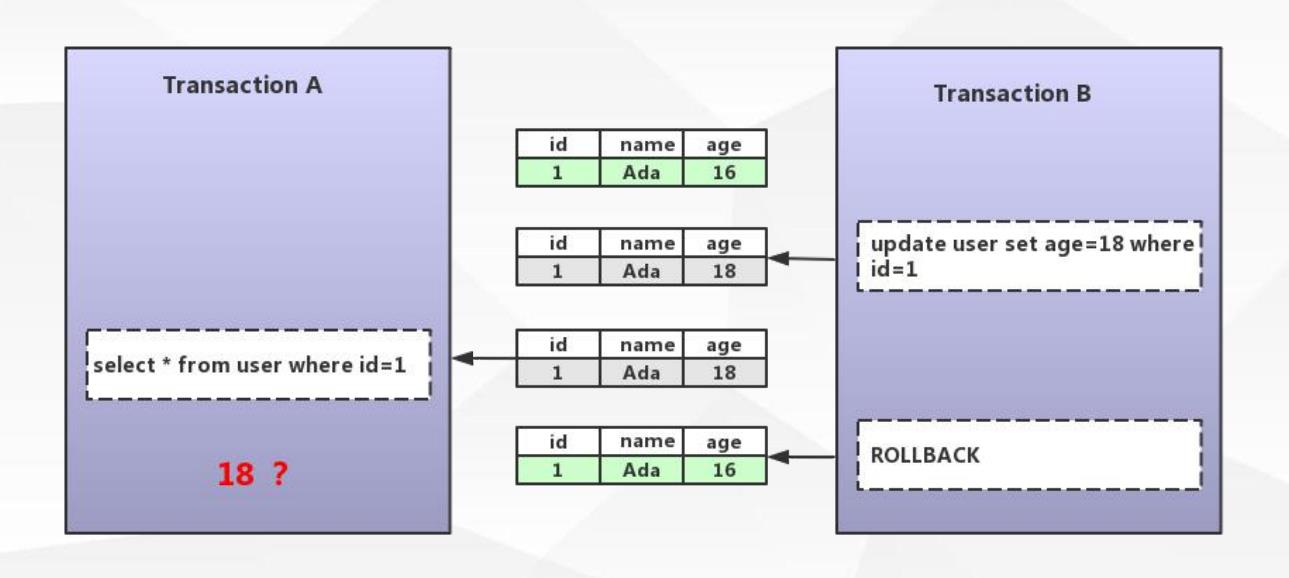 Transaction A
Transaction B
id name age
1 Ada 16
id name age
1 Ada 18
update user set age=18 where
id=1
select * from user where id=1
id name age
1 Ada 18
id name age
1 Ada 16
ROLLBACK
18 ?